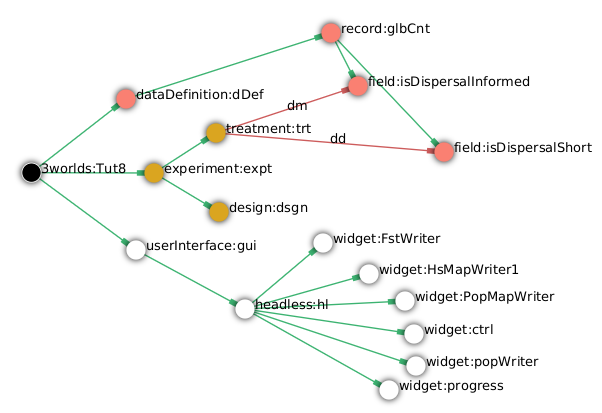 record:glbCnt
field:isDispersalInformed
dataDefinition:dDef
dm
treatment:trt
dd
field:isDispersalShort
3worlds:Tut8
experiment:expt
design:dsgn
userInterface:gui
widget:FstWriter
widget:HsMapWriter1
widget:PopMapWriter
headless:hl
widget:ctrl
widget:popWriter
widget:progress